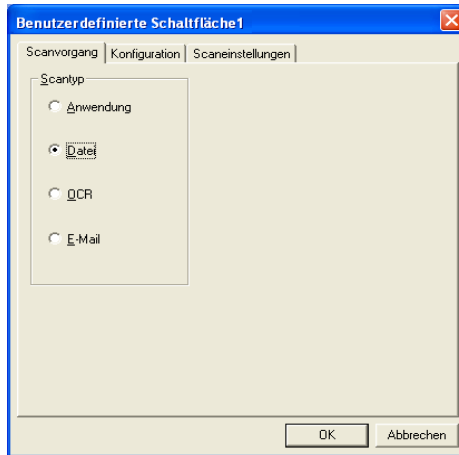 Benutzerdefinierte Schaltfläche1
Scanvorgang Konfiguration Scaneinstellungen
Scantyp
Anwendung
Datei
OCR
E-Mail
OK Abbrechen